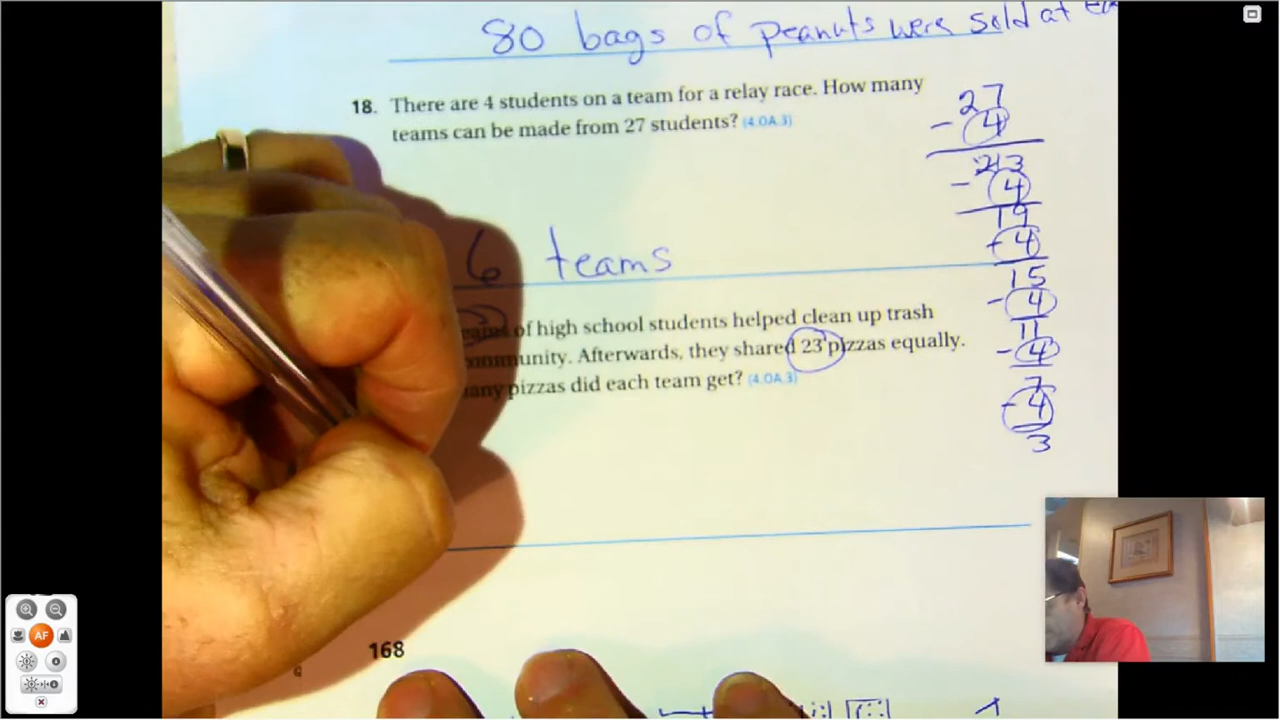 80 bags of peanuts were sold at
18. There are 4 students on a team for a relay race. How many
teams can be made from 27 students? (4.OA.3)
6 teams
of high school students helped clean up trash
community. Afterwards, they shared 23 pizzas equally.
many pizzas did each team get? (4.OA.3)
27
- 4
23
- 4
19
- 4
15
- 4
11
- 4
7
- 4
3
168
AF